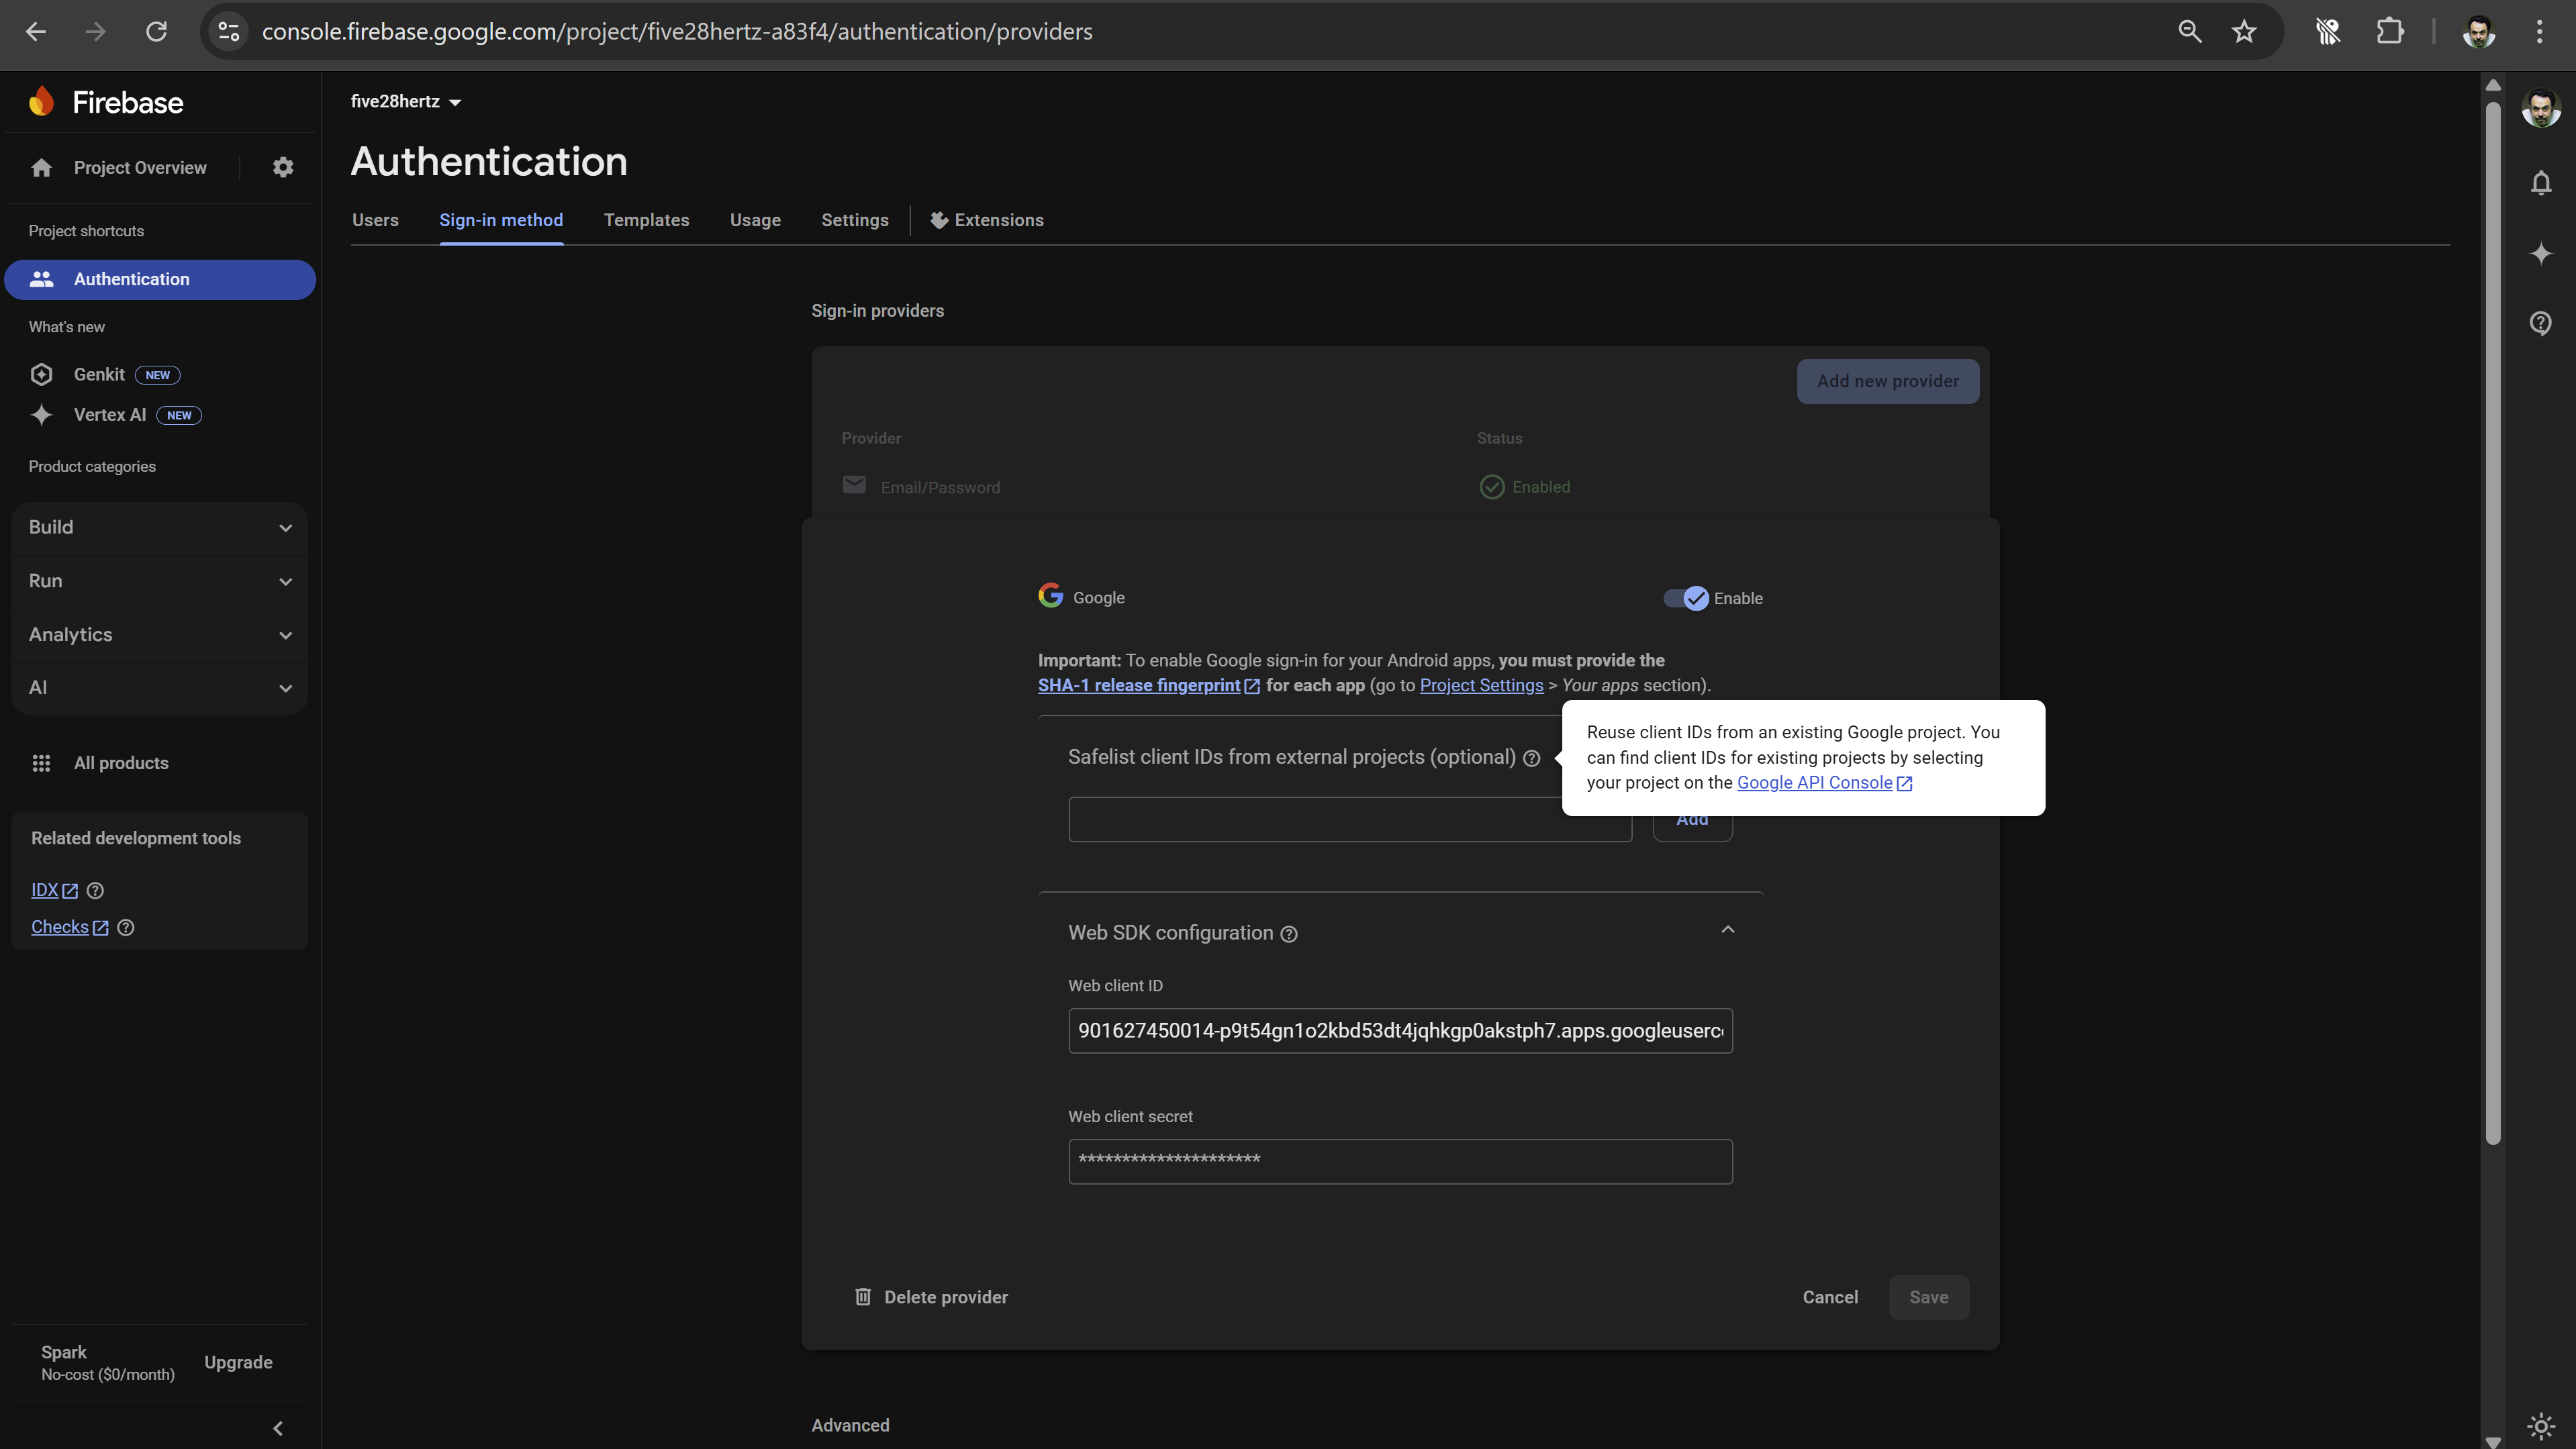 console.firebase.google.com/project/five28hertz-a83f4/authentication/providers
Firebase
Project Overview
Project shortcuts
Authentication
What's new
Genkit NEW
Vertex AI NEW
Product categories
Build
Run
Analytics
AI
All products
Related development tools
IDX
Checks
Spark
No-cost ($0/month)
Upgrade
five28hertz
Authentication
Users Sign-in method Templates Usage Settings Extensions
Sign-in providers
Add new provider
Provider Status
Email/Password Enabled
Google Enable
Important: To enable Google sign-in for your Android apps, you must provide the
SHA-1 release fingerprint for each app (go to Project Settings > Your apps section).
Safelist client IDs from external projects (optional)
Reuse client IDs from an existing Google project. You
can find client IDs for existing projects by selecting
your project on the Google API Console
Add
Web SDK configuration
Web client ID
901627450014-p9t54gn1o2kbd53dt4jqhkgp0akstph7.apps.googleuserc
Web client secret
*********************
Delete provider Cancel Save
Advanced